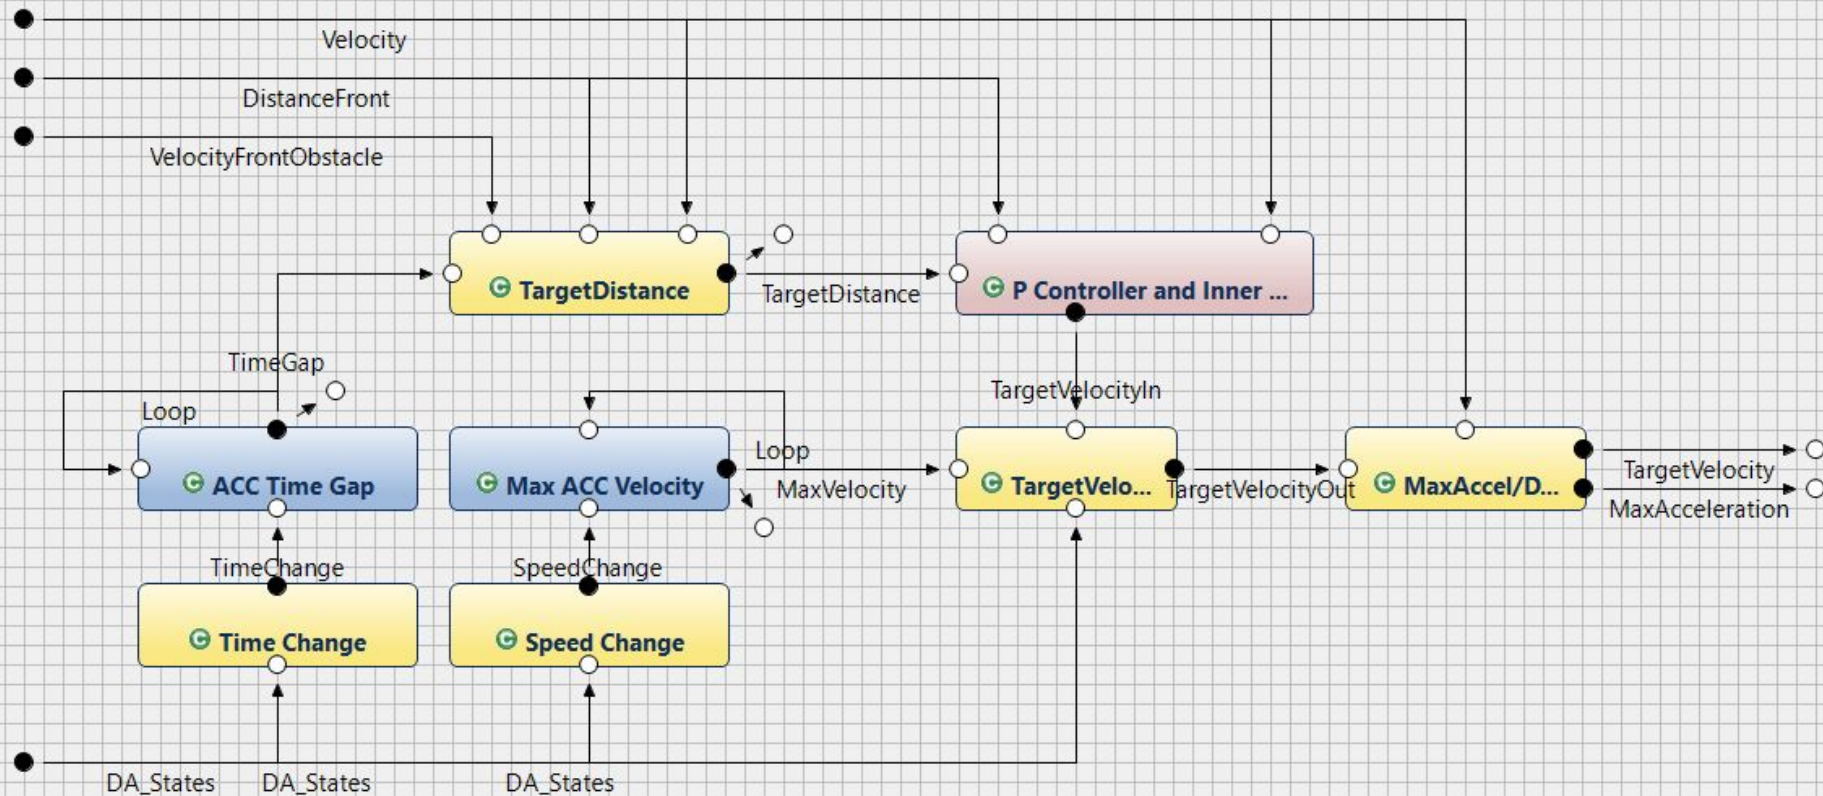 Velocity
DistanceFront
VelocityFrontObstacle
C TargetDistance
TargetDistance
C P Controller and Inner ...
TimeGap
Loop
TargetVelocityIn
Loop
C ACC Time Gap
C Max ACC Velocity
MaxVelocity
C TargetVelo...
TargetVelocityOut
C MaxAccel/D...
TargetVelocity
MaxAcceleration
TimeChange
SpeedChange
C Time Change
C Speed Change
DA_States
DA_States
DA_States